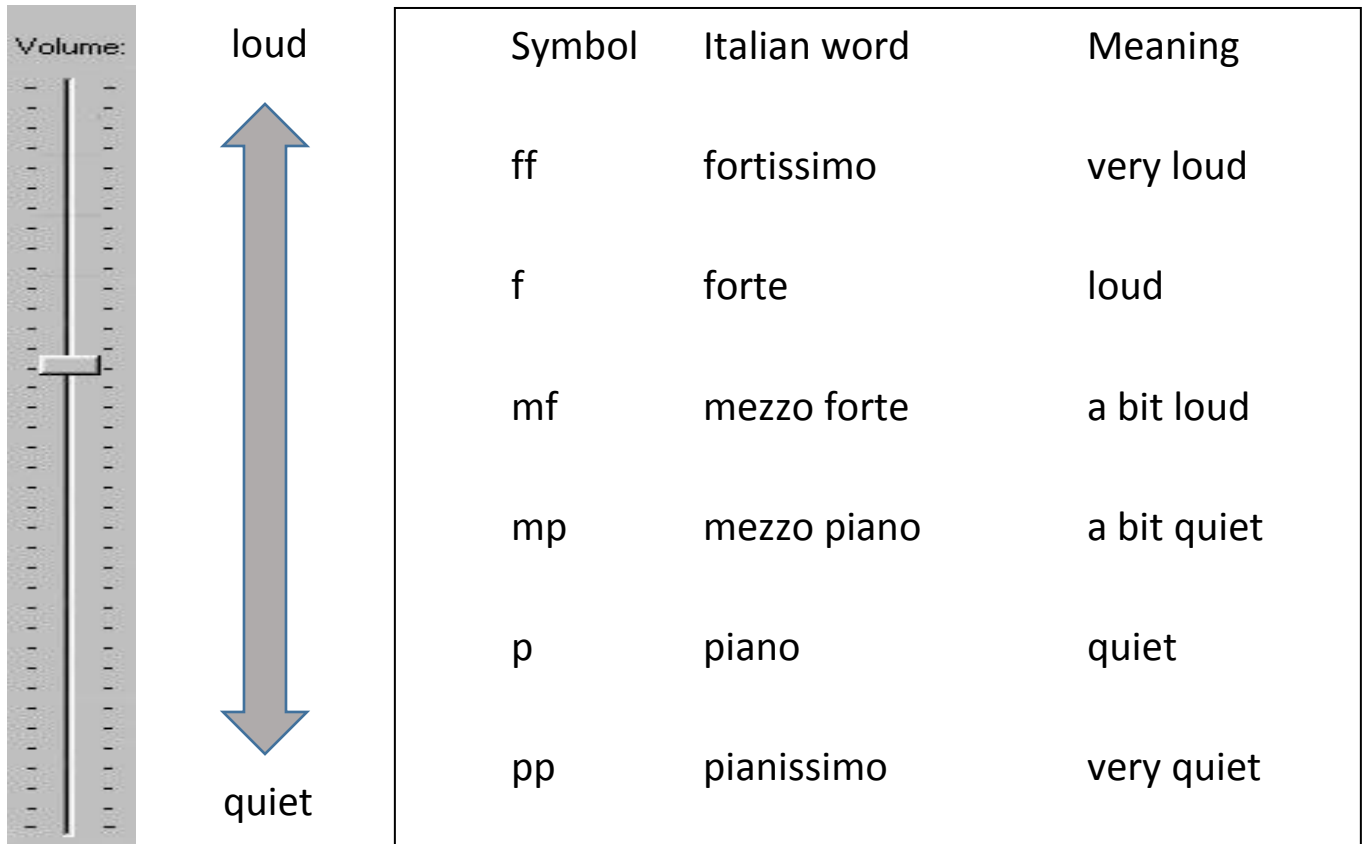 Volume:
loud
quiet
Symbol Italian word Meaning
ff fortissimo very loud
f forte loud
mf mezzo forte a bit loud
mp mezzo piano a bit quiet
p piano quiet
pp pianissimo very quiet